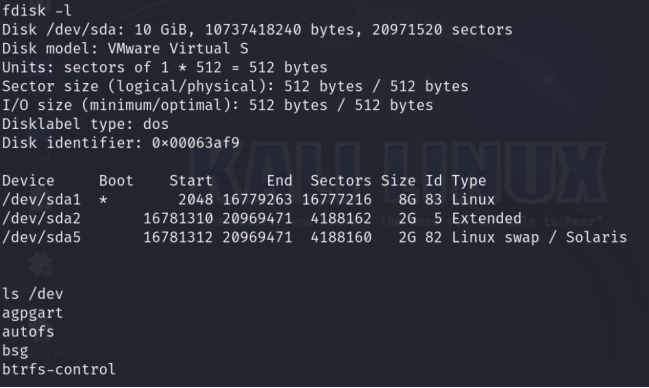 fdisk -l
Disk /dev/sda: 10 GiB, 10737418240 bytes, 20971520 sectors
Disk model: VMware Virtual S
Units: sectors of 1 * 512 = 512 bytes
Sector size (logical/physical): 512 bytes / 512 bytes
I/O size (minimum/optimal): 512 bytes / 512 bytes
Disklabel type: dos
Disk identifier: 0×00063af9
KALI LINUX
Device Boot Start End Sectors Size Id Type
/dev/sda1 * 2048 16779263 16777216 8G 83 Linux
/dev/sda2 16781310 20969471 4188162 2G 5 Extended
/dev/sda5 16781312 20969471 4188160 2G 82 Linux swap / Solaris
ls /dev
agpgart
autofs
bsg
btrfs-control